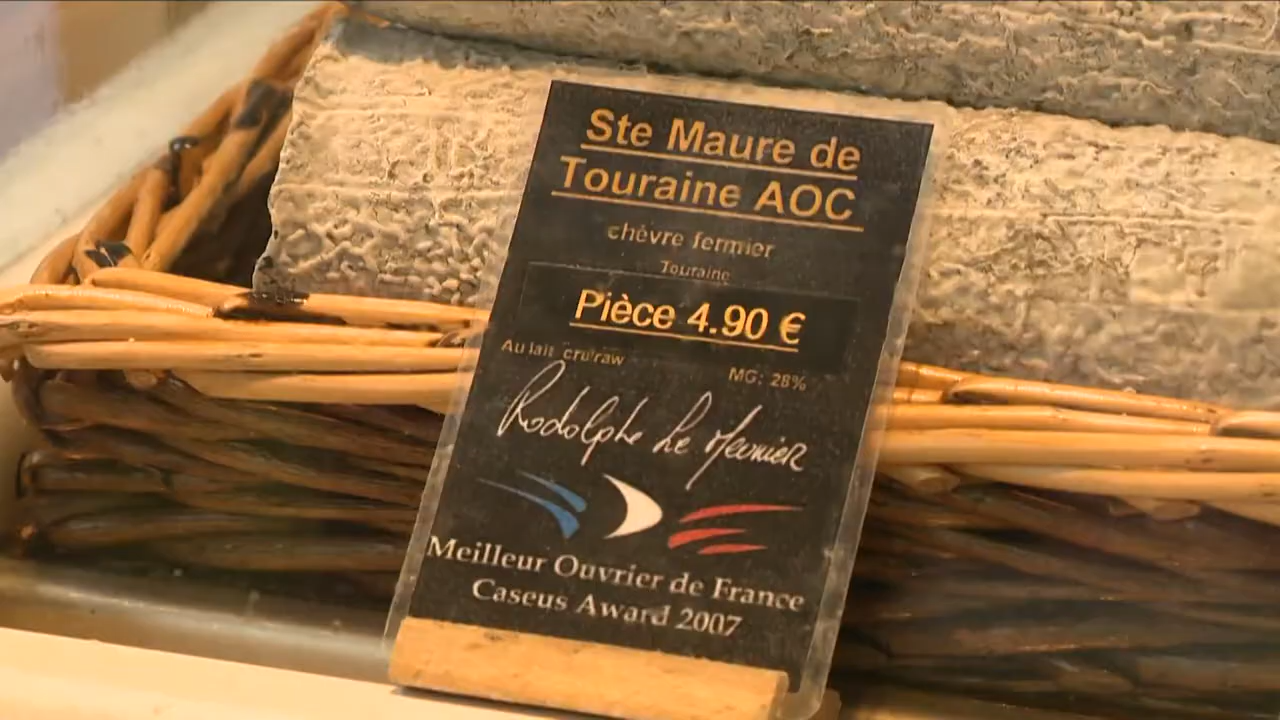 Ste Maure de
Touraine AOC
chèvre fermier
Touraine
Pièce 4.90 €
Au lait cru/raw
MG: 28%
Rodolphe Le Meunier
Meilleur Ouvrier de France
Caseus Award 2007